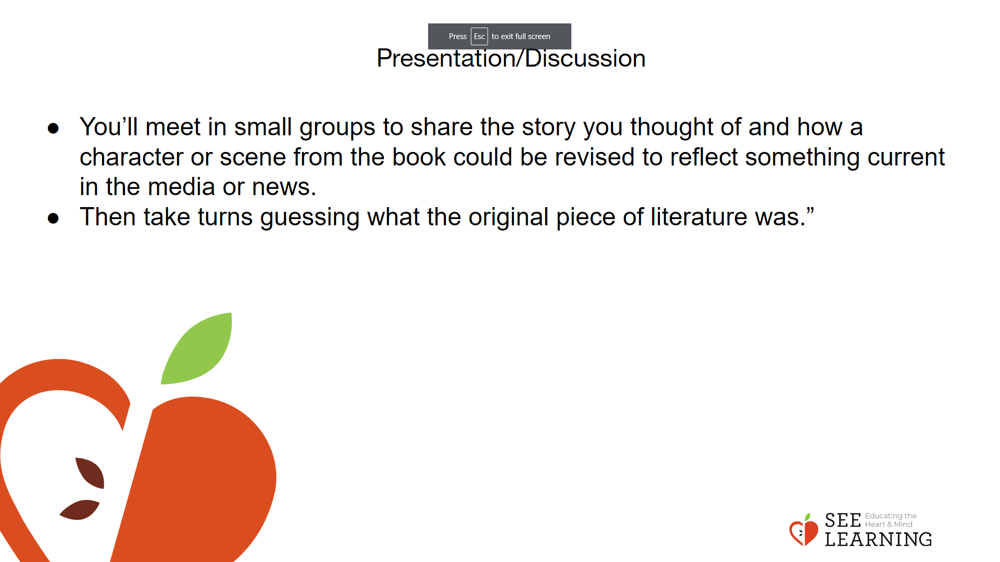 Press Esc to exit full screen
Presentation/Discussion
● You’ll meet in small groups to share the story you thought of and how a
character or scene from the book could be revised to reflect something current
in the media or news.
● Then take turns guessing what the original piece of literature was.”
SEE Educating the
Heart & Mind
LEARNING